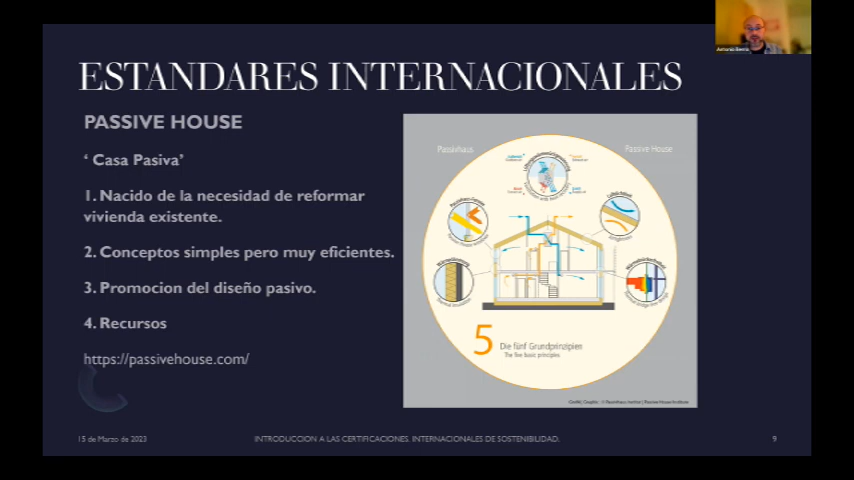 ESTANDARES INTERNACIONALES
PASSIVE HOUSE
‘ Casa Pasiva’
1. Nacido de la necesidad de reformar
vivienda existente.
2. Conceptos simples pero muy eficientes.
3. Promocion del diseño pasivo.
4. Recursos
https://passivehouse.com/
Passivhaus
Passive House
5
Die fünf Grundprinzipien
The five basic principles
15 de Marzo de 2023
INTRODUCCION A LAS CERTIFICACIONES. INTERNACIONALES DE SOSTENIBILIDAD.
9